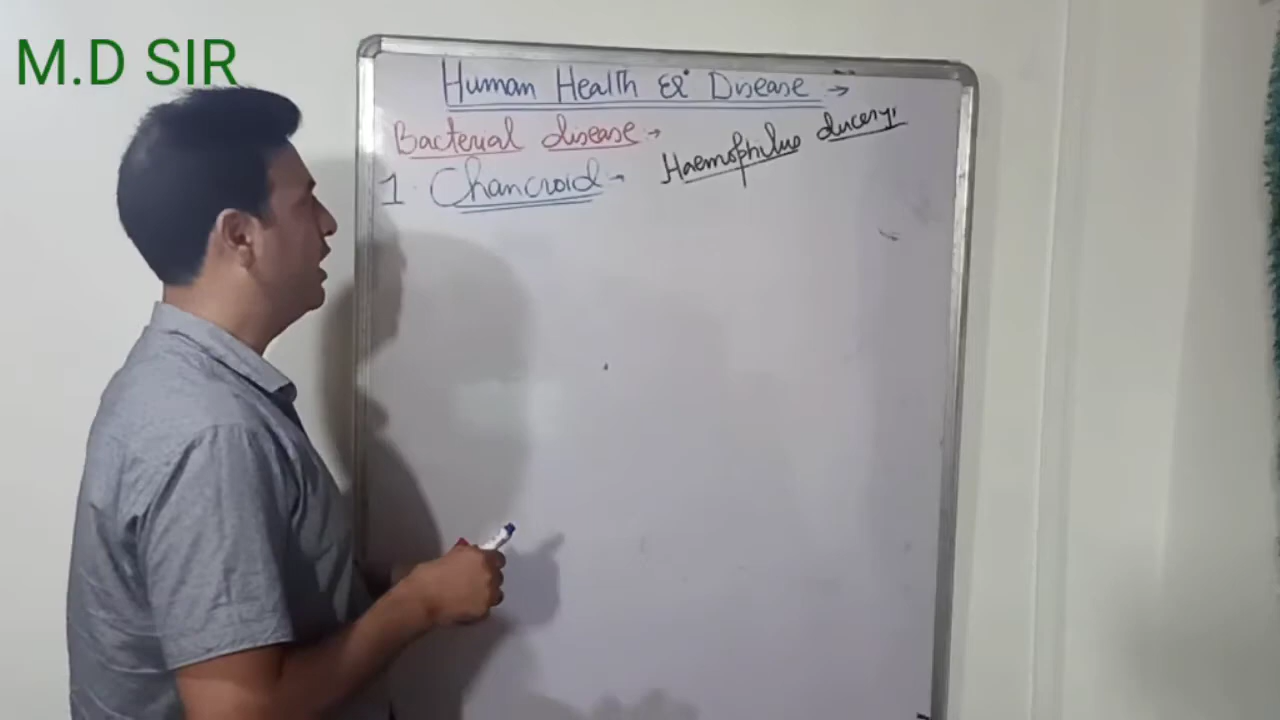 M.D SIR
Human Health & Disease →
Bacterial disease →
1. Chancroid → Haemophilus ducreyi